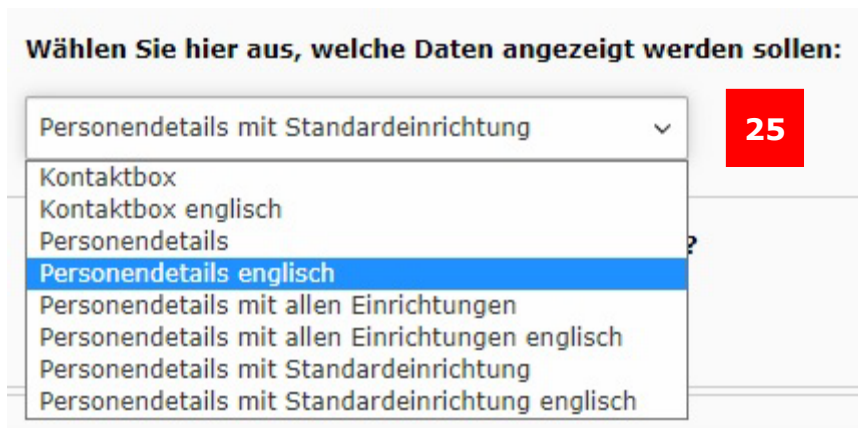 Wählen Sie hier aus, welche Daten angezeigt werden sollen:
Personendetails mit Standardeinrichtung
25
Kontaktbox
Kontaktbox englisch
Personendetails
?
Personendetails englisch
Personendetails mit allen Einrichtungen
Personendetails mit allen Einrichtungen englisch
Personendetails mit Standardeinrichtung
Personendetails mit Standardeinrichtung englisch